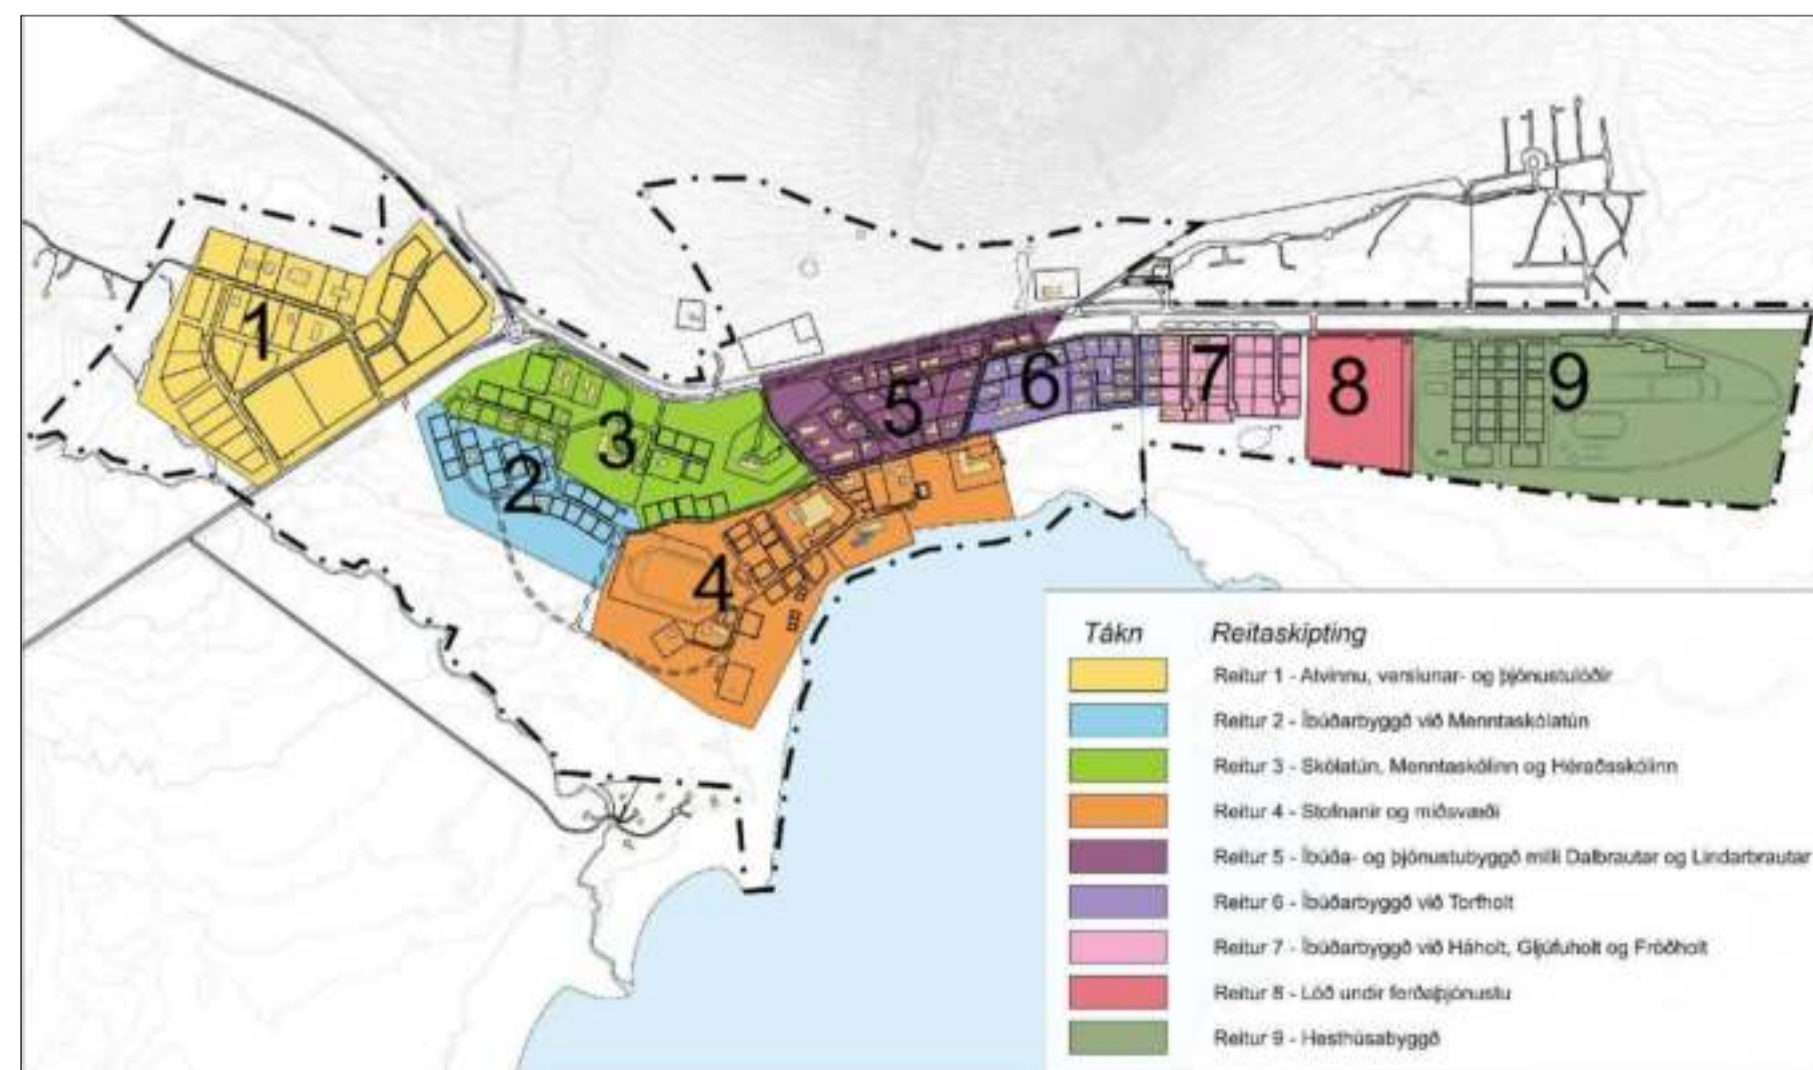 1
2
3
4
5
6
7
8
9
Tákn Reitaskipting
Reitur 1 - Atvinnu, verslunar- og þjónustulóðir
Reitur 2 - Íbúðarbyggð við Menntaskólatún
Reitur 3 - Skólatún, Menntaskólinn og Héraðsskólinn
Reitur 4 - Stofnanir og miðsvæði
Reitur 5 - Íbúða- og þjónustubyggð milli Dalbrautar og Lindarbrautar
Reitur 6 - Íbúðarbyggð við Torfholt
Reitur 7 - Íbúðarbyggð við Háholt, Gljúfuholt og Fróðholt
Reitur 8 - Lóð undir ferðaþjónustu
Reitur 9 - Hesthúsabyggð